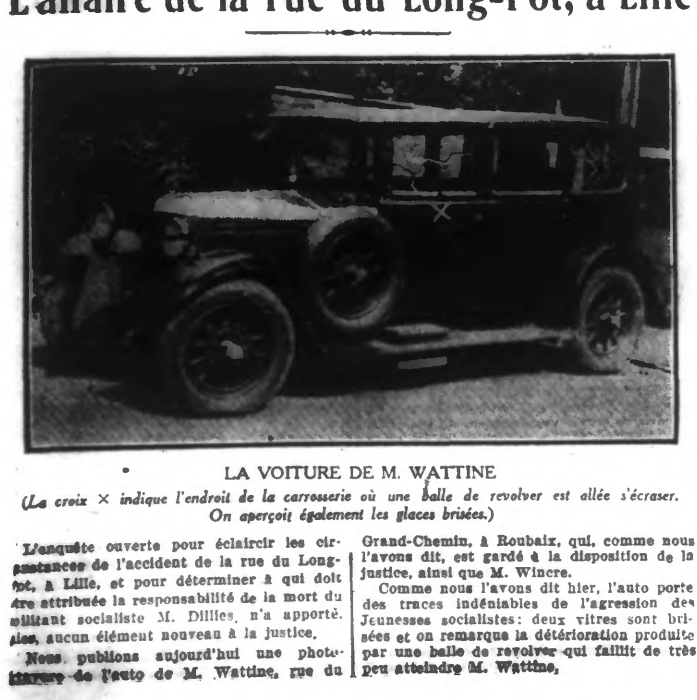 L'affaire de la rue du Long-Pot, à Lille
LA VOITURE DE M. WATTINE
(La croix × indique l'endroit de la carrosserie où une balle de revolver est allée s'écraser.
On aperçoit également les glaces brisées.)
L'enquête ouverte pour éclaircir les cir-
constances de l'accident de la rue du Long-
Pot, à Lille, et pour déterminer à qui doit
être attribuée la responsabilité de la mort du
militant socialiste M. Dillies, n'a apporté,
aucun élément nouveau à la justice.
Nous publions aujourd'hui une photo-
de l'auto de M. Wattine, rue du
Grand-Chemin, à Roubaix, qui, comme nous
l'avons dit, est gardé à la disposition de la
justice, ainsi que M. Wincre.
Comme nous l'avons dit hier, l'auto porte
des traces indéniables de l'agression des
Jeunesses socialistes : deux vitres sont bri-
sées et on remarque la détérioration produite
par une balle de revolver qui faillit de très
peu atteindre M. Wattine.